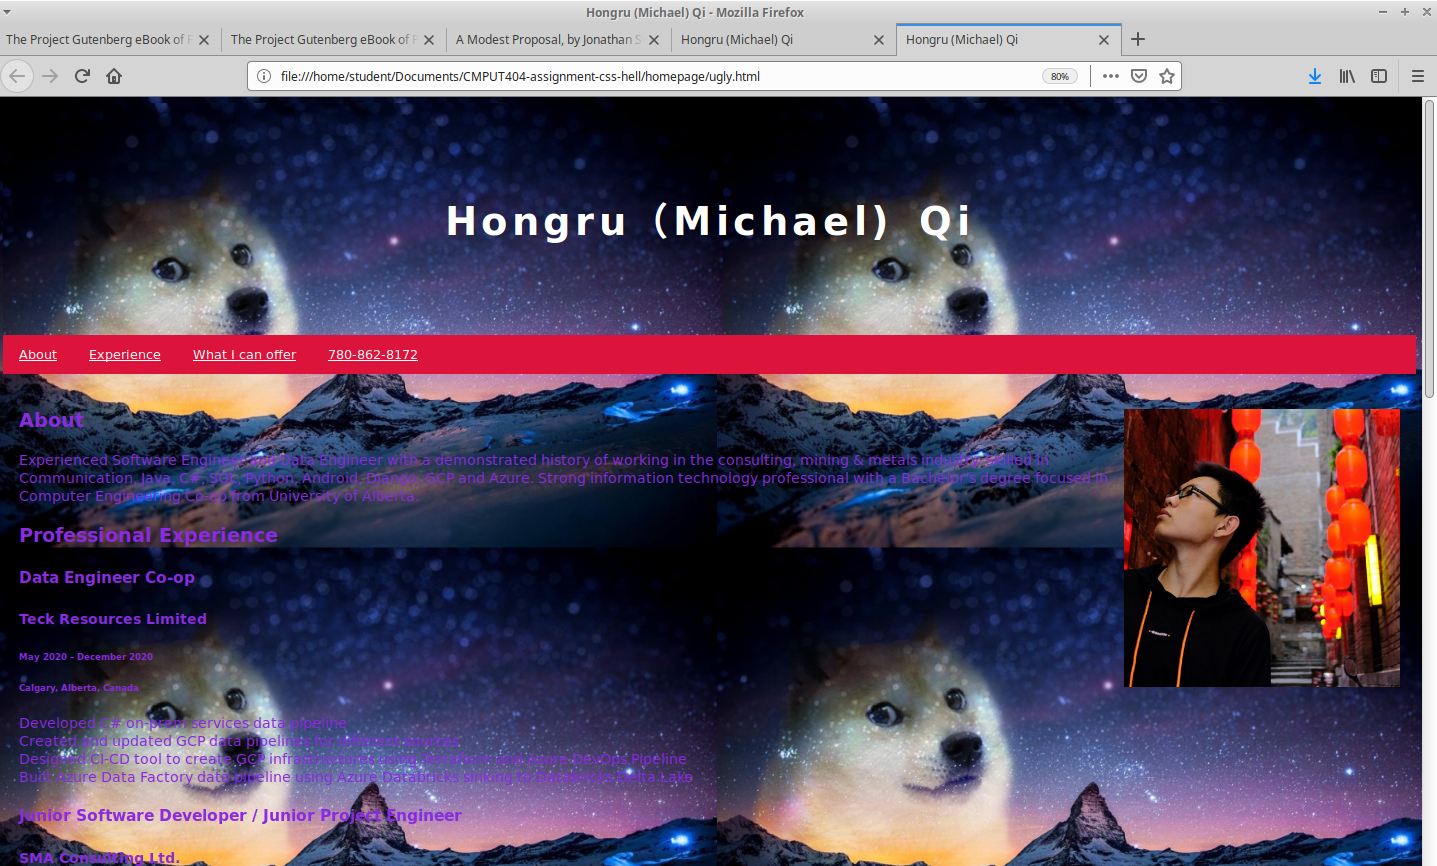 Hongru (Michael) Qi - Mozilla Firefox
The Project Gutenberg eBook of F
The Project Gutenberg eBook of F
A Modest Proposal, by Jonathan S
Hongru (Michael) Qi
Hongru (Michael) Qi
file:///home/student/Documents/CMPUT404-assignment-css-hell/homepage/ugly.html
80%
Hongru (Michael) Qi
About
Experience
What I can offer
780-862-8172
About
Experienced Software Engineer and Data Engineer with a demonstrated history of working in the consulting, mining & metals industry. Skilled in
Communication, Java, C#, SQL, Python, Android, Django, GCP and Azure. Strong information technology professional with a Bachelor's degree focused in
Computer Engineering Co-op from University of Alberta.
Professional Experience
Data Engineer Co-op
Teck Resources Limited
May 2020 - December 2020
Calgary, Alberta, Canada
Developed C# on-prem services data pipeline
Created and updated GCP data pipelines for
Designed CI-CD tool to create GCP infrastructures using Terraform and Azure DevOps Pipeline
Built Azure Data Factory data pipeline using Azure Databricks sinking to Databricks Delta Lake
Junior Software Developer / Junior Project Engineer
SMA Consulting Ltd.